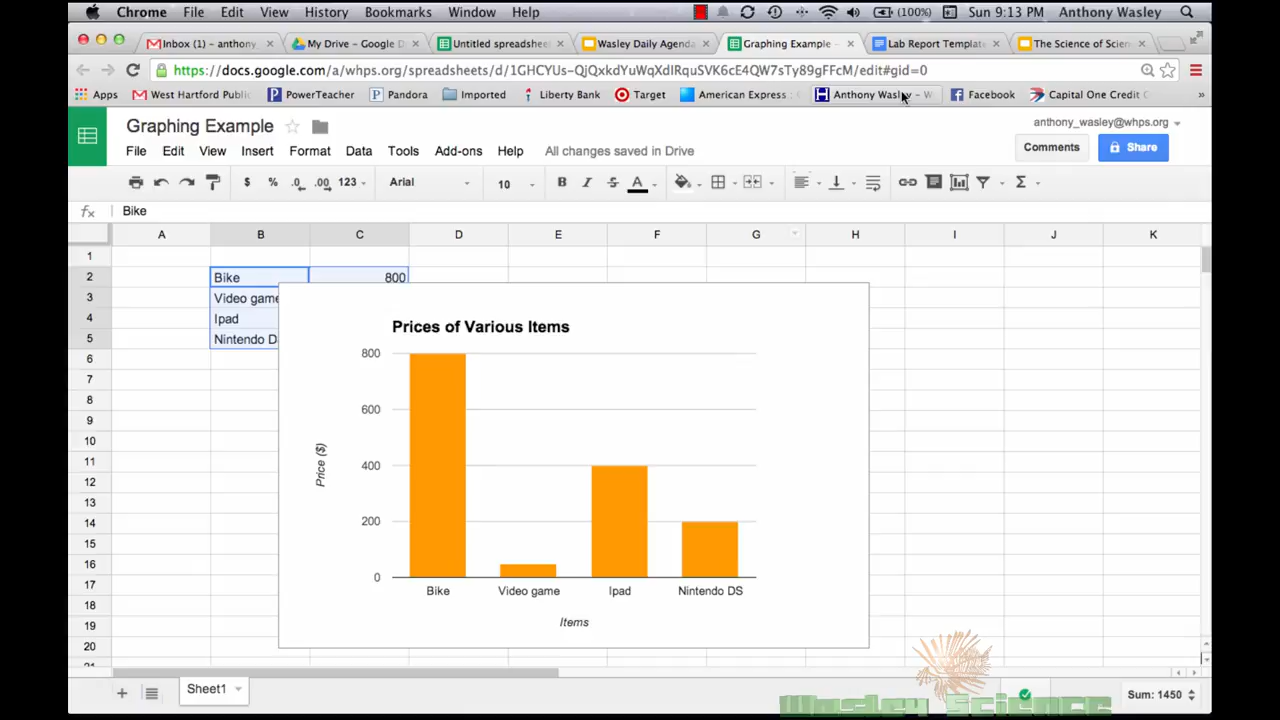 Chrome File Edit View History Bookmarks Window Help (100%) Sun 9:13 PM Anthony Wasley
Inbox (1) – anthony My Drive – Google D Untitled spreadshee Wasley Daily Agenda Graphing Example – Lab Report Template The Science of Scien
https://docs.google.com/a/whps.org/spreadsheets/d/1GHCYUs-QjQxkdYuWqXdIRquSVK6cE4QW7sTy89gFFcM/edit#gid=0
Apps West Hartford Public PowerTeacher Pandora Imported Liberty Bank Target American Express : Anthony Wasley – W Facebook Capital One Credit C »
Graphing Example anthony_wasley@whps.org
File Edit View Insert Format Data Tools Add-ons Help All changes saved in Drive Comments Share
$ % .0 .00 123 Arial 10 B I S A Σ
fx Bike
A B C D E F G H I J K
1
2 Bike 800
3 Video game
4 Ipad
5 Nintendo D
6
7
8
9
10
11
12
13
14
15
16
17
18
19
20
Prices of Various Items
800
600
400
200
0
Price ($)
Bike Video game Ipad Nintendo DS
Items
+ Sheet1 Sum: 1450
Wasley Science